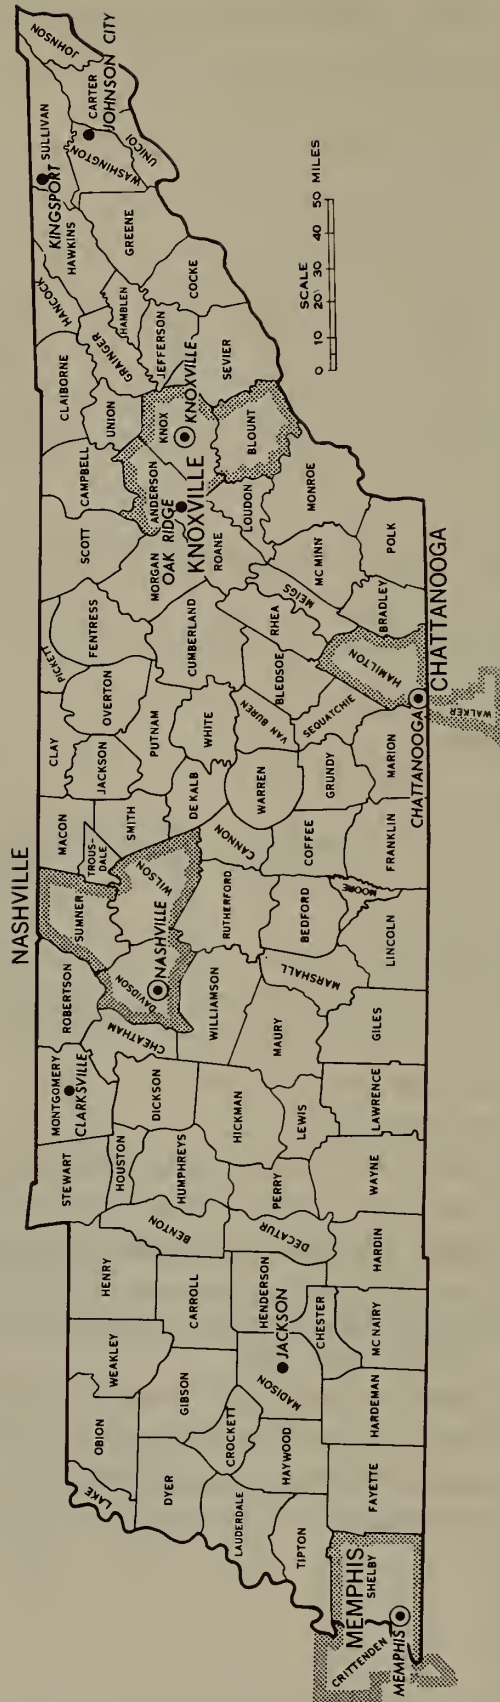 NASHVILLE
LAKE
OBION
WEAKLEY
HENRY
STEWART
MONTGOMERY
CLARKSVILLE
ROBERTSON
SUMNER
MACON
TROUS-
DALE
CLAY
PICKETT
SCOTT
CAMPBELL
CLAIBORNE
HANCOCK
HAWKINS
KINGSPORT
SULLIVAN
CARTER
JOHNSON CITY
JOHNSON
DYER
GIBSON
CARROLL
BENTON
HOUSTON
HUMPHREYS
DICKSON
CHEATHAM
DAVIDSON
NASHVILLE
WILSON
SMITH
JACKSON
OVERTON
FENTRESS
PUTNAM
MORGAN
ANDERSON
OAK RIDGE
KNOXVILLE
UNION
KNOX
KNOXVILLE
GRAINGER
HAMBLEN
JEFFERSON
GREENE
WASHINGTON
UNICOI
LAUDERDALE
CROCKETT
HAYWOOD
MADISON
JACKSON
HENDERSON
CHESTER
DECATUR
PERRY
HICKMAN
LEWIS
WILLIAMSON
MAURY
RUTHERFORD
CANNON
DE KALB
WHITE
WARREN
VAN BUREN
CUMBERLAND
BLEDSOE
RHEA
ROANE
LOUDON
MEIGS
MC MINN
MONROE
BLOUNT
SEVIER
COCKE
TIPTON
MEMPHIS
SHELBY
CRITTENDEN
MEMPHIS
FAYETTE
HARDEMAN
MC NAIRY
HARDIN
WAYNE
LAWRENCE
GILES
MARSHALL
BEDFORD
MOORE
LINCOLN
COFFEE
FRANKLIN
GRUNDY
SEQUATCHIE
MARION
HAMILTON
CHATTANOOGA
CHATTANOOGA
WALKER
BRADLEY
POLK
SCALE
0 10 20 30 40 50 MILES